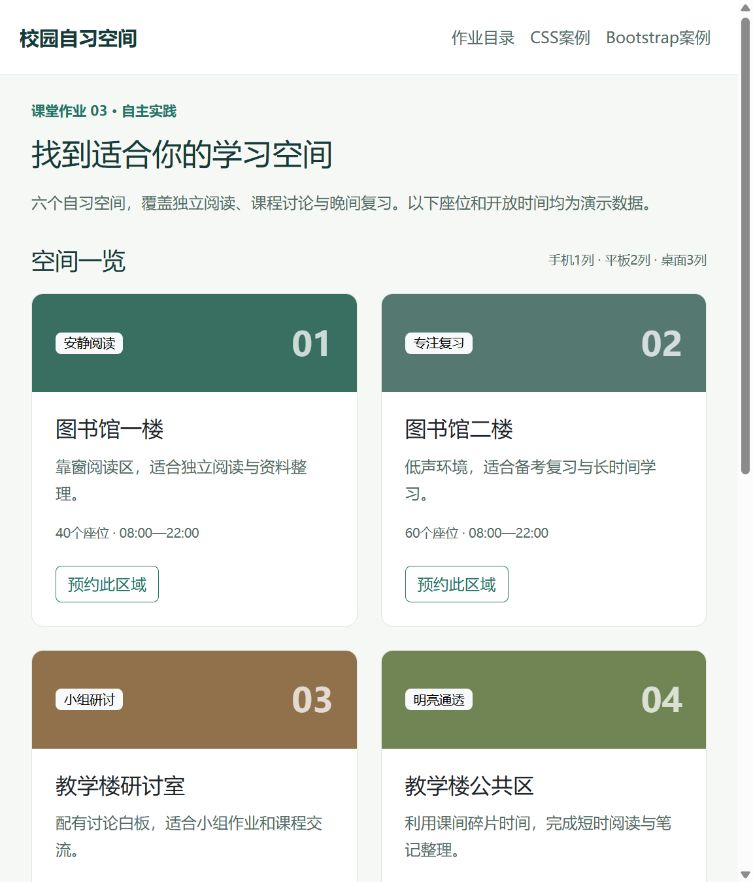 校园自习空间
作业目录 CSS案例 Bootstrap案例
课堂作业 03 • 自主实践
找到适合你的学习空间
六个自习空间，覆盖独立阅读、课程讨论与晚间复习。以下座位和开放时间均为演示数据。
空间一览
手机1列 · 平板2列 · 桌面3列
安静阅读
01
图书馆一楼
靠窗阅读区，适合独立阅读与资料整
理。
40个座位 · 08:00—22:00
预约此区域
专注复习
02
图书馆二楼
低声环境，适合备考复习与长时间学
习。
60个座位 · 08:00—22:00
预约此区域
小组研讨
03
教学楼研讨室
配有讨论白板，适合小组作业和课程交
流。
明亮通透
04
教学楼公共区
利用课间碎片时间，完成短时阅读与笔
记整理。